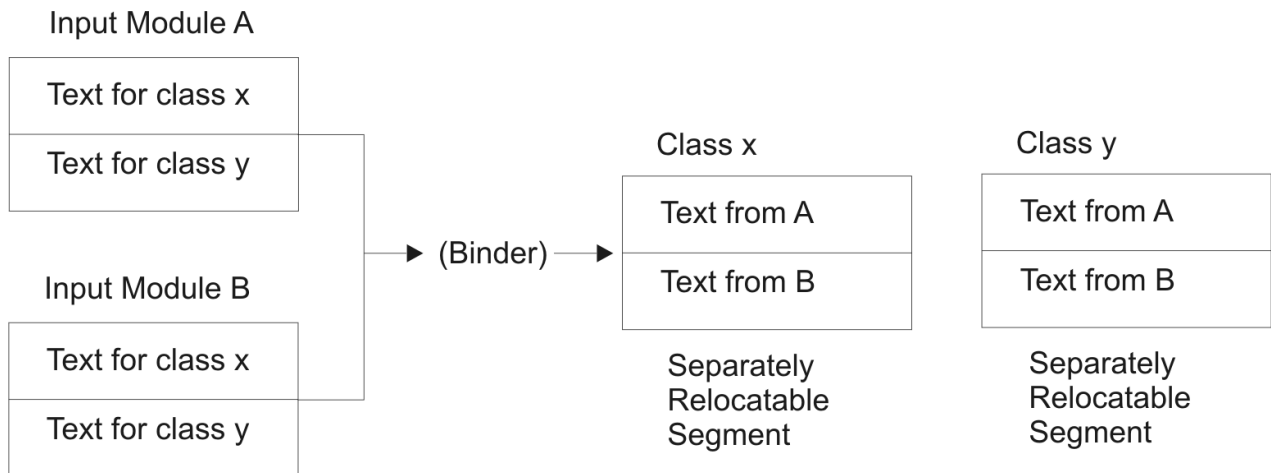 Input Module A
Text for class x
Text for class y
Input Module B
Text for class x
Text for class y
(Binder)
Class x
Text from A
Text from B
Separately
Relocatable
Segment
Class y
Text from A
Text from B
Separately
Relocatable
Segment